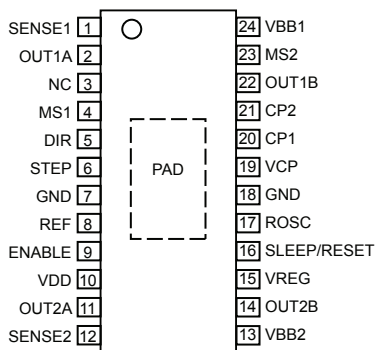 SENSE1 1 24 VBB1
OUT1A 2 23 MS2
NC 3 22 OUT1B
MS1 4 21 CP2
DIR 5 20 CP1
STEP 6 PAD 19 VCP
GND 7 18 GND
REF 8 17 ROSC
ENABLE 9 16 SLEEP/RESET
VDD 10 15 VREG
OUT2A 11 14 OUT2B
SENSE2 12 13 VBB2